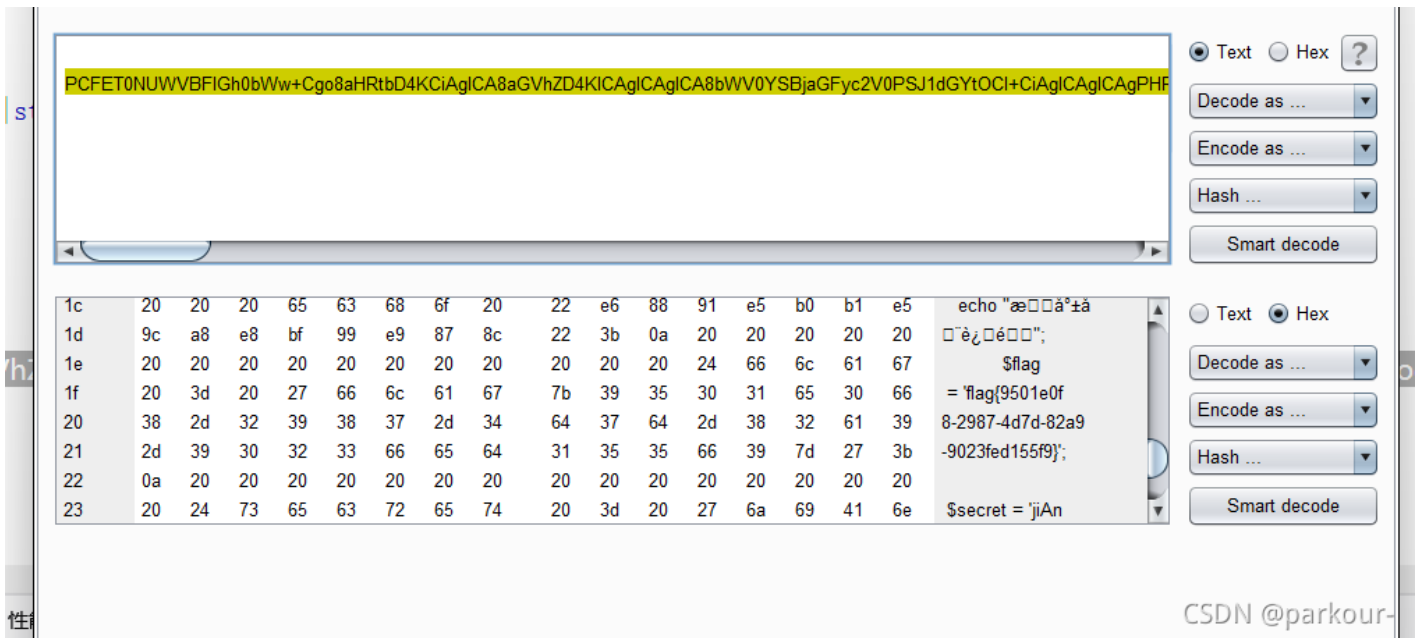 PCFET0NUWVBFIGh0bWw+Cgo8aHRtbD4KCiAgICA8aGVhZD4KICAgICAgICA8bWV0YSBjaGFyc2V0PSJ1dGYtOCI+CiAgICAgICAgPHR
Text Hex ?
Decode as ...
Encode as ...
Hash ...
Smart decode
1c 20 20 20 65 63 68 6f 20 22 e6 88 91 e5 b0 b1 e5 echo "æ□□å°±å
1d 9c a8 e8 bf 99 e9 87 8c 22 3b 0a 20 20 20 20 20 □¨è¿□é□□";
1e 20 20 20 20 20 20 20 20 20 20 20 24 66 6c 61 67 $flag
1f 20 3d 20 27 66 6c 61 67 7b 39 35 30 31 65 30 66 = 'flag{9501e0f
20 38 2d 32 39 38 37 2d 34 64 37 64 2d 38 32 61 39 8-2987-4d7d-82a9
21 2d 39 30 32 33 66 65 64 31 35 35 66 39 7d 27 3b -9023fed155f9}';
22 0a 20 20 20 20 20 20 20 20 20 20 20 20 20 20 20
23 20 24 73 65 63 72 65 74 20 3d 20 27 6a 69 41 6e $secret = 'jiAn
Text Hex
Decode as ...
Encode as ...
Hash ...
Smart decode
st
性
CSDN @parkour-